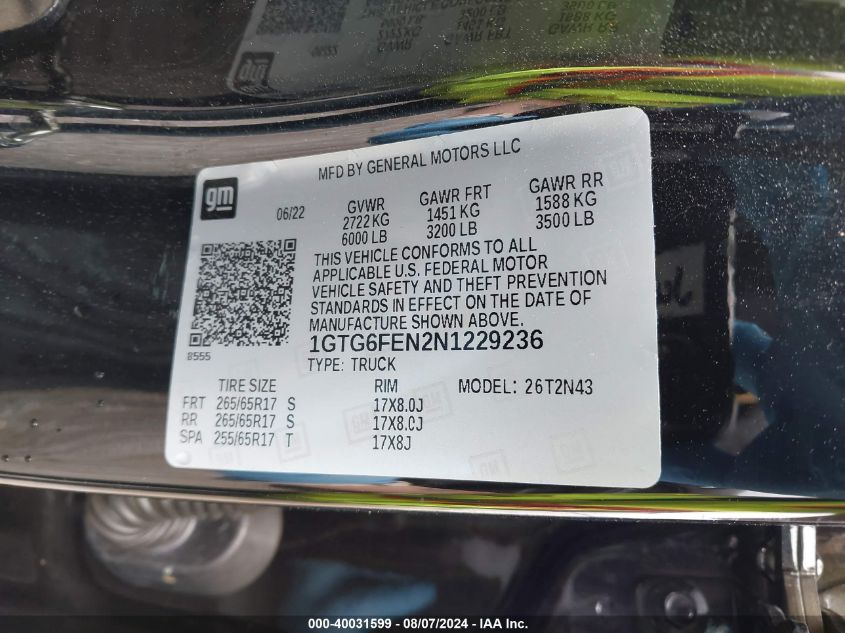 MFD BY GENERAL MOTORS LLC
gm
06/22
GVWR GAWR FRT GAWR RR
2722 KG 1451 KG 1588 KG
6000 LB 3200 LB 3500 LB
THIS VEHICLE CONFORMS TO ALL
APPLICABLE U.S. FEDERAL MOTOR
VEHICLE SAFETY AND THEFT PREVENTION
STANDARDS IN EFFECT ON THE DATE OF
MANUFACTURE SHOWN ABOVE.
8555
1GTG6FEN2N1229236
TYPE: TRUCK
TIRE SIZE RIM MODEL: 26T2N43
FRT 265/65R17 S 17X8.0J
RR 265/65R17 S 17X8.0J
SPA 255/65R17 T 17X8J
000-40031599 — 08/07/2024 — IAA Inc.